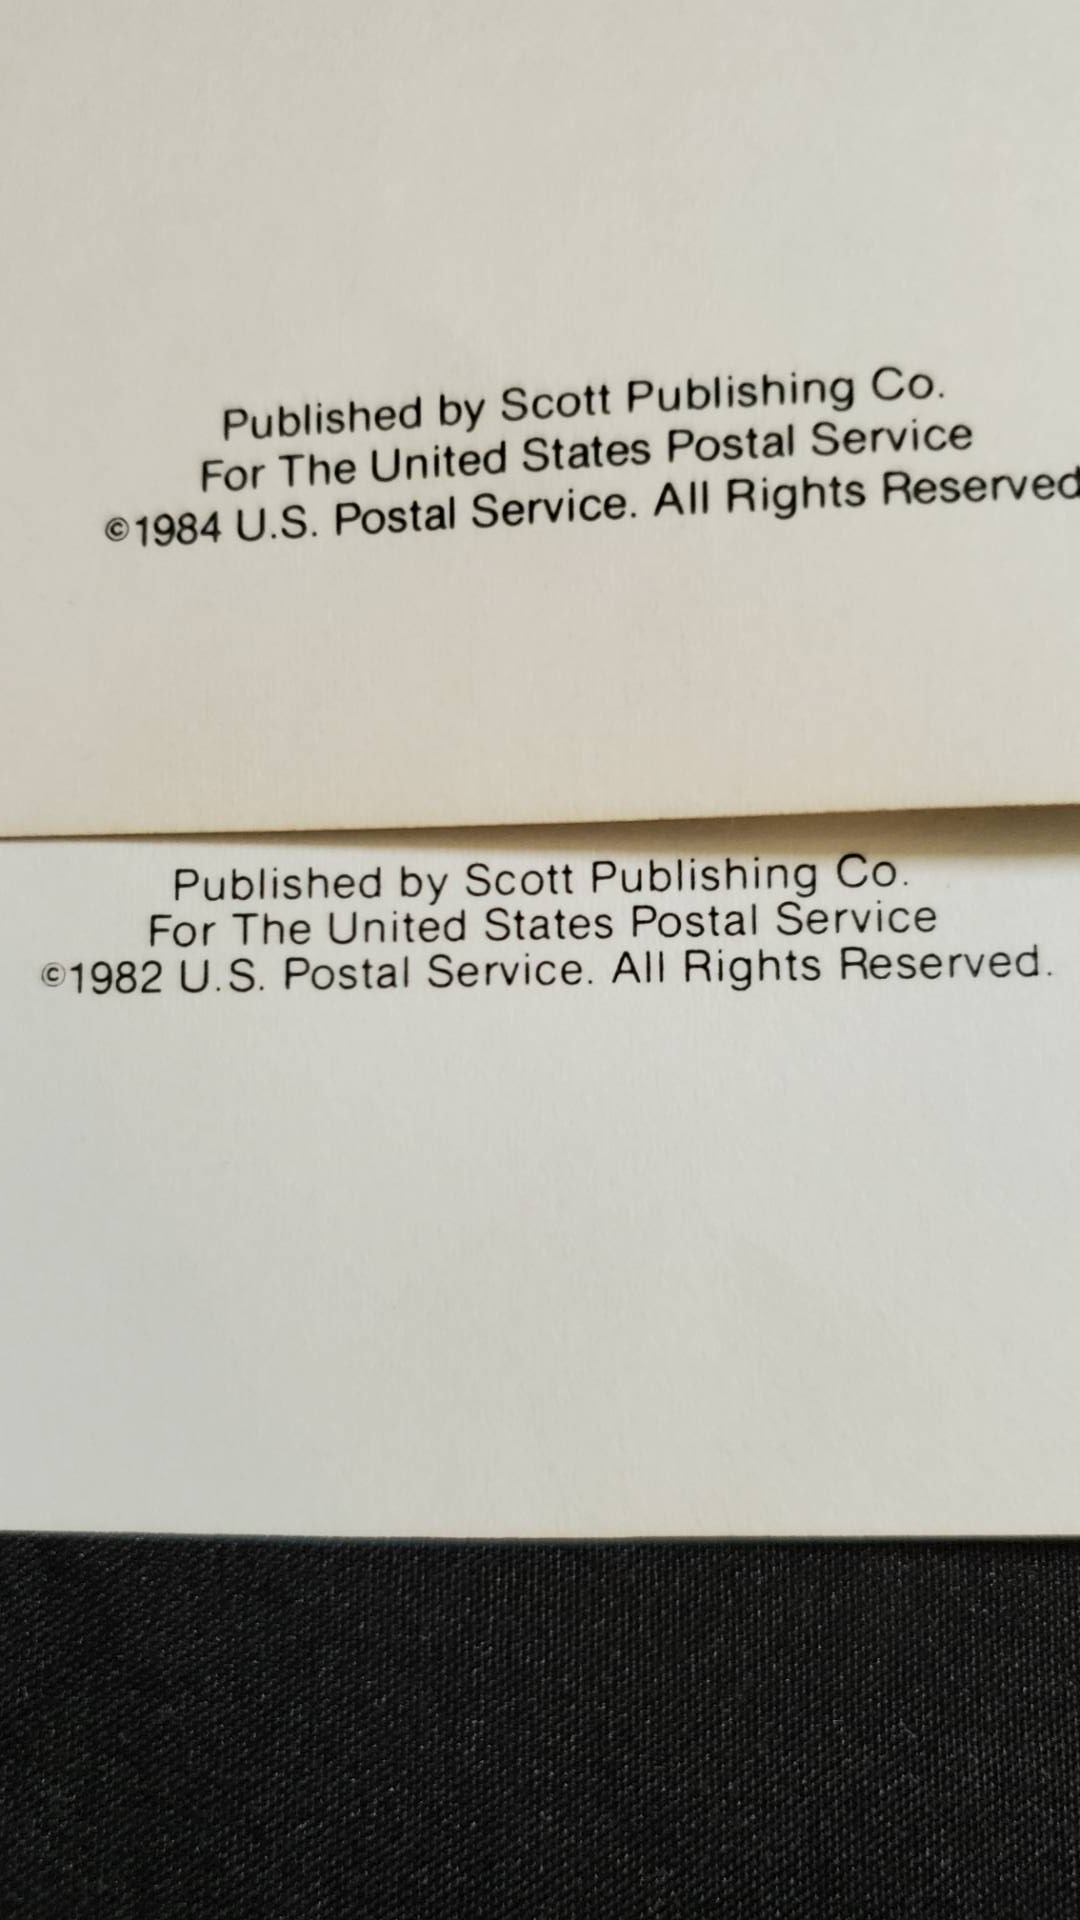 Published by Scott Publishing Co.
For The United States Postal Service
©1984 U.S. Postal Service. All Rights Reserved
Published by Scott Publishing Co.
For The United States Postal Service
©1982 U.S. Postal Service. All Rights Reserved.